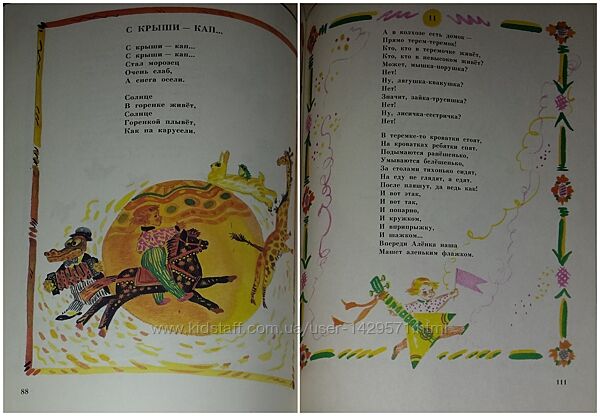 С КРЫШИ — КАП...
С крыши — кап...
С крыши — кап...
Стал морозец
Очень слаб,
А снега осели.
Солнце
В горенке живёт,
Солнце
Горенкой плывёт,
Как на карусели.
88
11
А в колхозе есть домок —
Прямо терем-теремок!
Кто, кто в теремочке живёт,
Кто, кто в невысоком живёт?
Может, мышка-норушка?
Нет!
Ну, лягушка-квакушка?
Нет!
Значит, зайка-трусишка?
Нет!
Ну, лисичка-сестричка?
Нет!
В теремке-то кроватки стоят,
На кроватках ребятки спят.
Подымаются ранёшенько,
Умываются белёшенько,
За столами тихонько сидят,
На еду не глядят, а едят.
После пляшут, да ведь как!
И вот этак,
И вот так,
И попарно,
И кружком,
И вприпрыжку,
И шажком...
Впереди Алёнка наша
Машет аленьким флажком.
111
www.kidstaff.com.ua/user-1429571.html